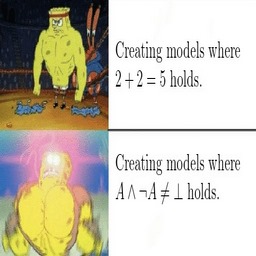 Creating models where
2 + 2 = 5 holds.
Creating models where
A ∧ ¬A ≠ ⊥ holds.